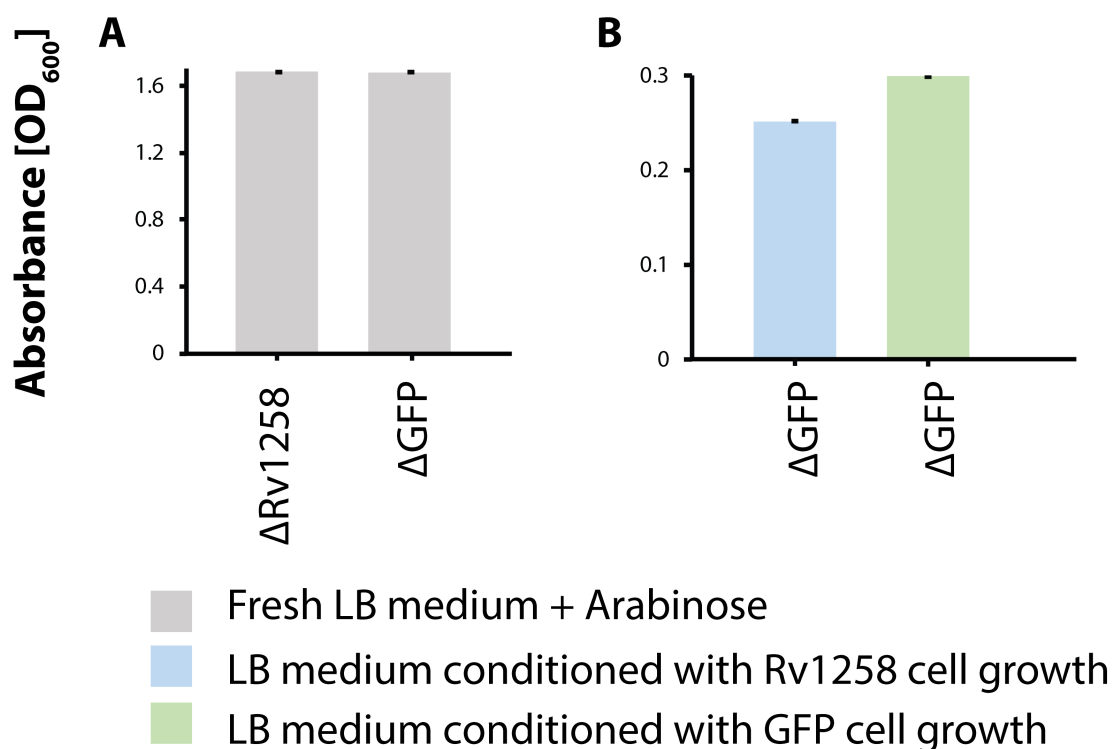 A
B
Absorbance [OD600]
1.6
1.2
0.8
0.4
0
0.3
0.2
0.1
0
ΔRv1258
ΔGFP
ΔGFP
ΔGFP
Fresh LB medium + Arabinose
LB medium conditioned with Rv1258 cell growth
LB medium conditioned with GFP cell growth